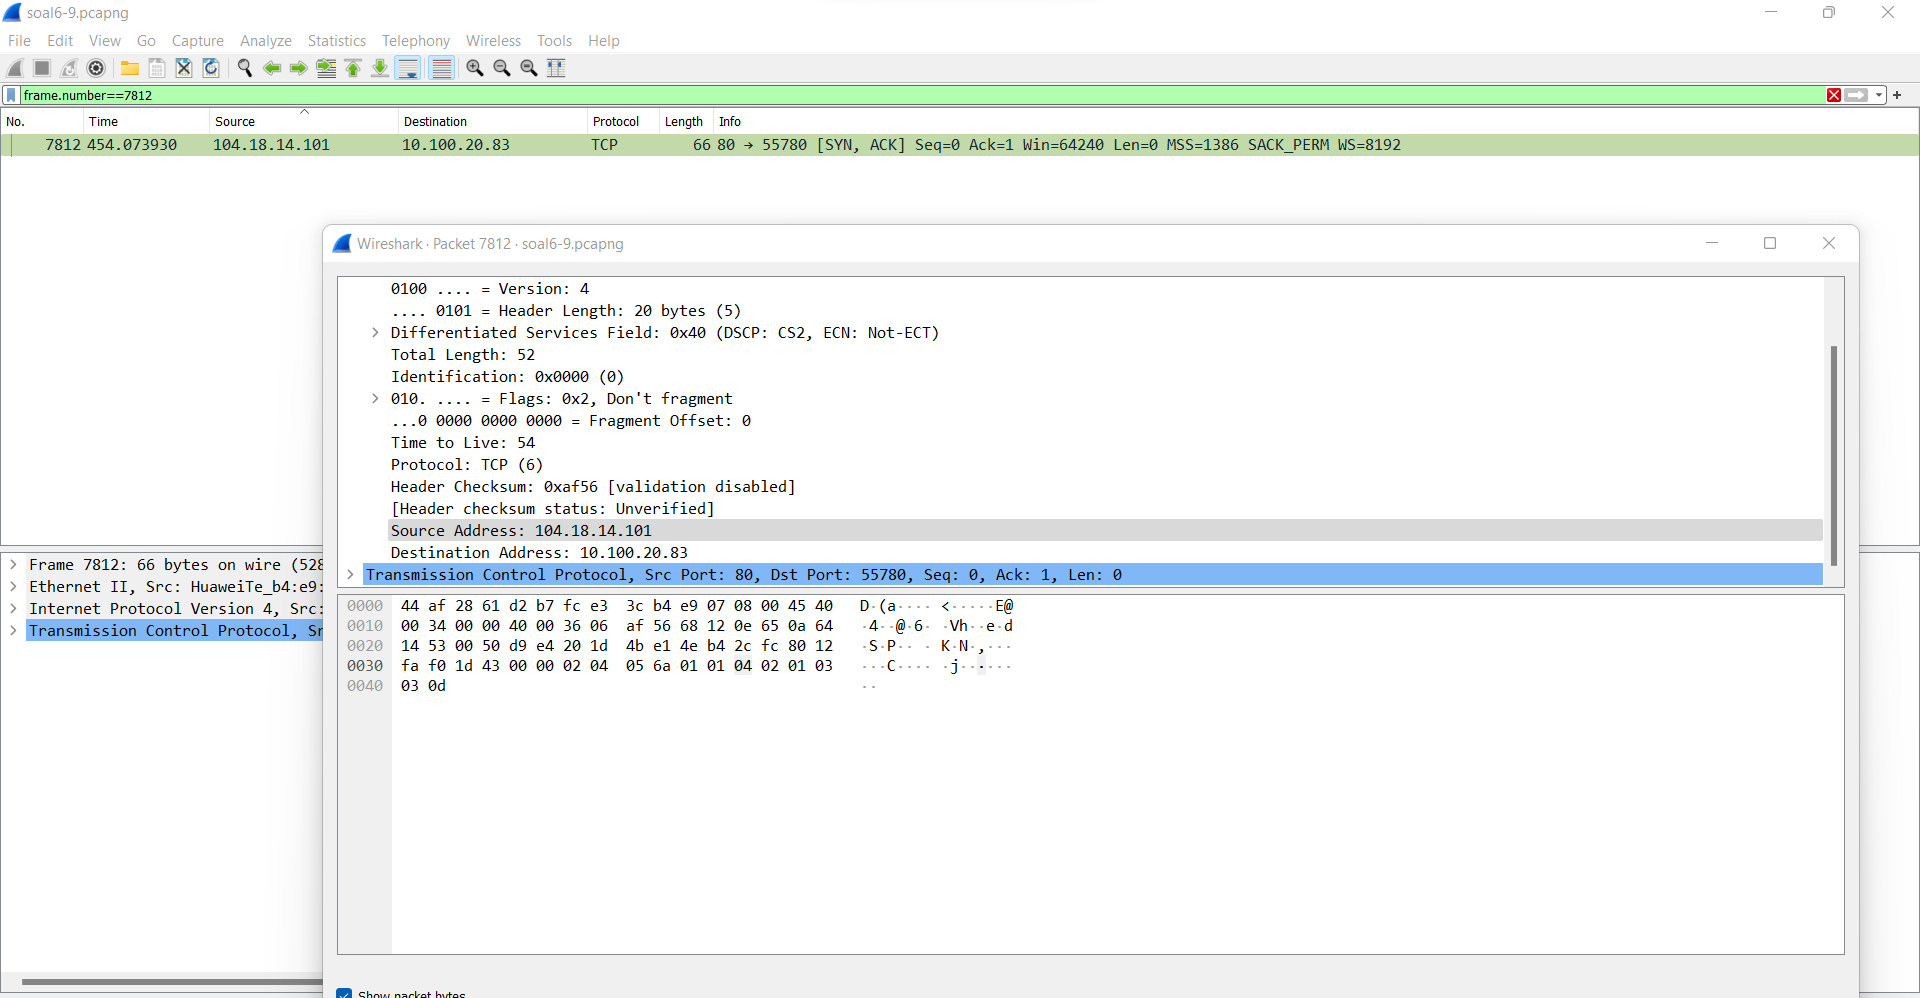 soal6-9.pcapng
File Edit View Go Capture Analyze Statistics Telephony Wireless Tools Help
frame.number==7812
No. Time Source Destination Protocol Length Info
7812 454.073930 104.18.14.101 10.100.20.83 TCP 66 80 → 55780 [SYN, ACK] Seq=0 Ack=1 Win=64240 Len=0 MSS=1386 SACK_PERM WS=8192
Wireshark · Packet 7812 · soal6-9.pcapng
0100 .... = Version: 4
.... 0101 = Header Length: 20 bytes (5)
Differentiated Services Field: 0x40 (DSCP: CS2, ECN: Not-ECT)
Total Length: 52
Identification: 0x0000 (0)
010. .... = Flags: 0x2, Don't fragment
...0 0000 0000 0000 = Fragment Offset: 0
Time to Live: 54
Protocol: TCP (6)
Header Checksum: 0xaf56 [validation disabled]
[Header checksum status: Unverified]
Source Address: 104.18.14.101
Destination Address: 10.100.20.83
Transmission Control Protocol, Src Port: 80, Dst Port: 55780, Seq: 0, Ack: 1, Len: 0
Frame 7812: 66 bytes on wire (528
Ethernet II, Src: HuaweiTe_b4:e9:
Internet Protocol Version 4, Src:
Transmission Control Protocol, Sr
0000 44 af 28 61 d2 b7 fc e3 3c b4 e9 07 08 00 45 40 D·(a···· <·····E@
0010 00 34 00 00 40 00 36 06 af 56 68 12 0e 65 0a 64 ·4··@·6· ·Vh··e·d
0020 14 53 00 50 d9 e4 20 1d 4b e1 4e b4 2c fc 80 12 ·S·P·· · K·N·,···
0030 fa f0 1d 43 00 00 02 04 05 6a 01 01 04 02 01 03 ···C···· ·j······
0040 03 0d ··
Show packet bytes